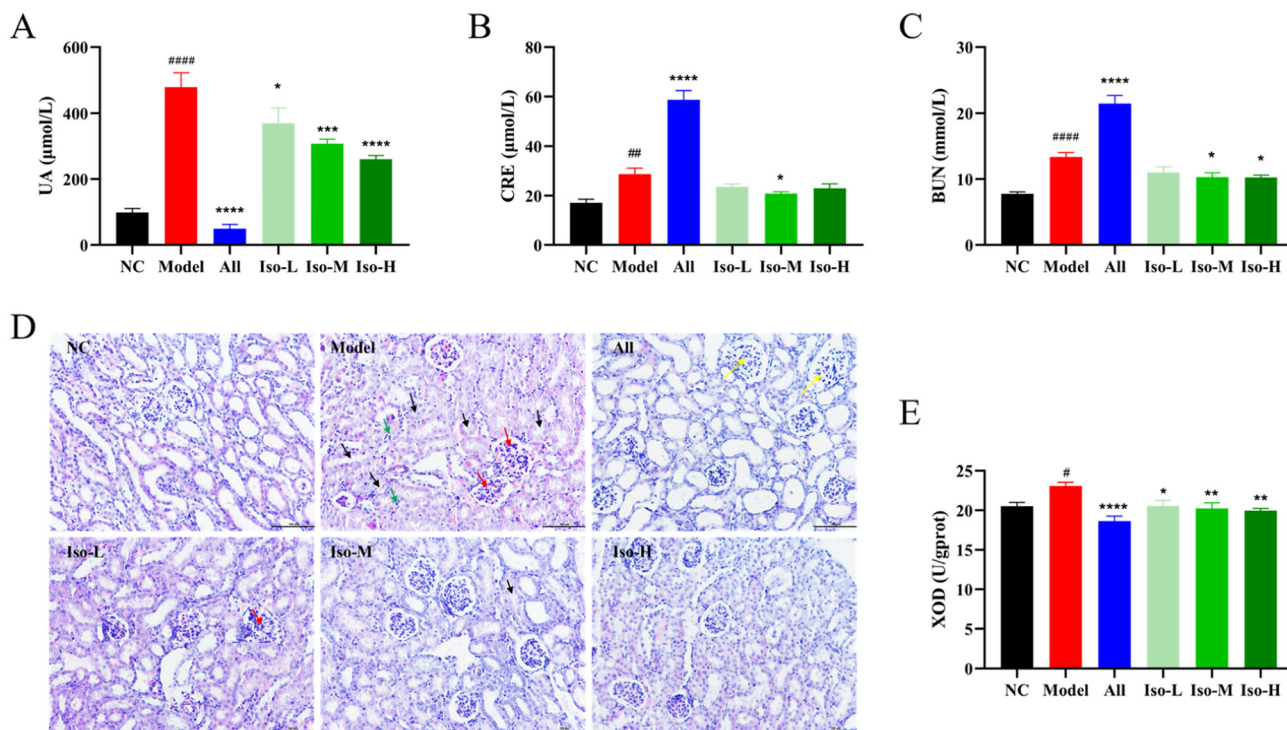 A
UA (μmol/L)
600
400
200
0
####
****
*
***
****
NC Model All Iso-L Iso-M Iso-H
B
CRE (μmol/L)
80
60
40
20
0
##
****
*
NC Model All Iso-L Iso-M Iso-H
C
BUN (mmol/L)
30
20
10
0
####
****
*
*
NC Model All Iso-L Iso-M Iso-H
D
NC
Model
All
Iso-L
Iso-M
Iso-H
E
XOD (U/gprot)
25
20
15
10
5
0
#
****
*
**
**
NC Model All Iso-L Iso-M Iso-H